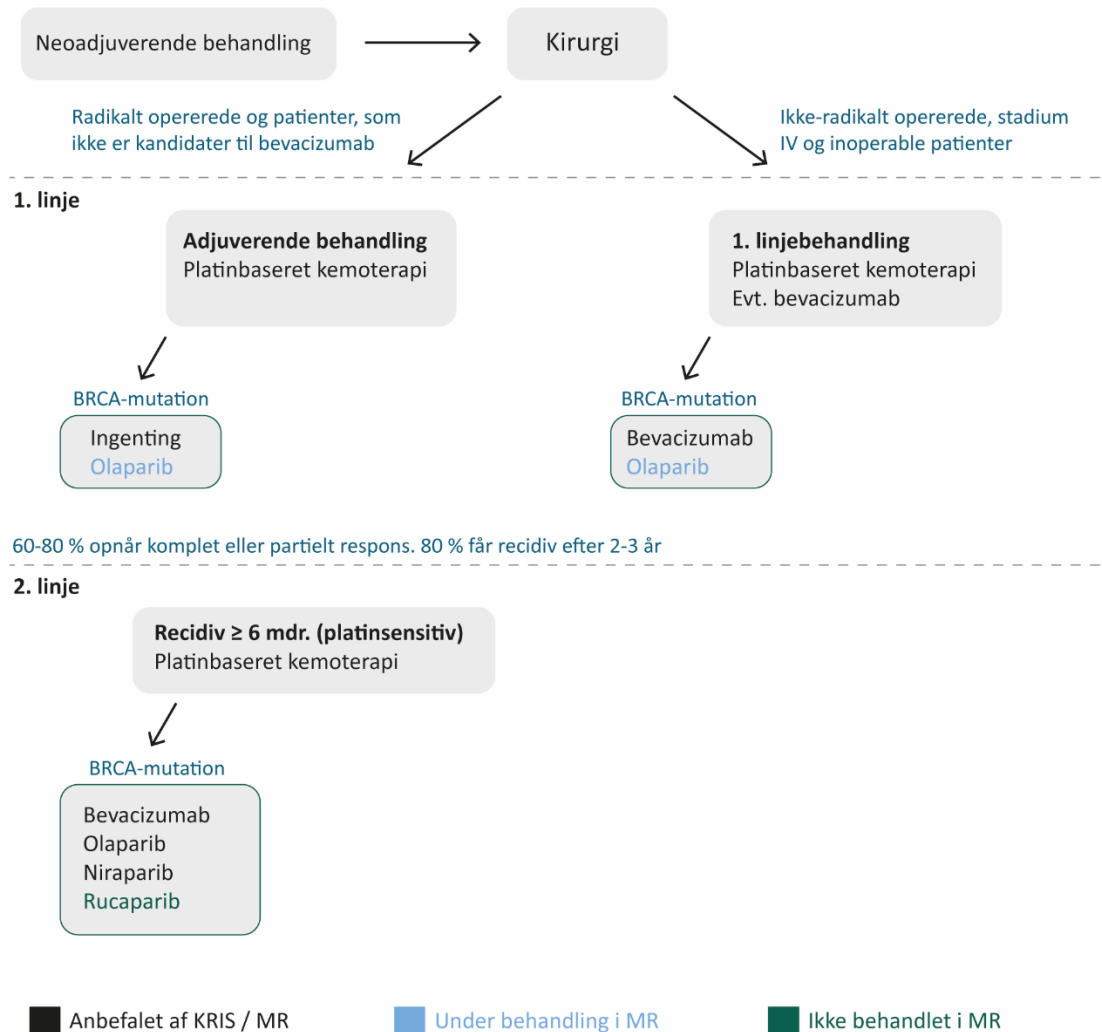 Neoadjuverende behandling
Kirurgi
Radikalt opererede og patienter, som
ikke er kandidater til bevacizumab
Ikke-radikalt opererede, stadium
IV og inoperable patienter
1. linje
Adjuverende behandling
Platinbaseret kemoterapi
1. linjebehandling
Platinbaseret kemoterapi
Evt. bevacizumab
BRCA-mutation
Ingenting
Olaparib
BRCA-mutation
Bevacizumab
Olaparib
60-80 % opnår komplet eller partielt respons. 80 % får recidiv efter 2-3 år
2. linje
Recidiv ≥ 6 mdr. (platinsensitiv)
Platinbaseret kemoterapi
BRCA-mutation
Bevacizumab
Olaparib
Niraparib
Rucaparib
Anbefalet af KRIS / MR
Under behandling i MR
Ikke behandlet i MR